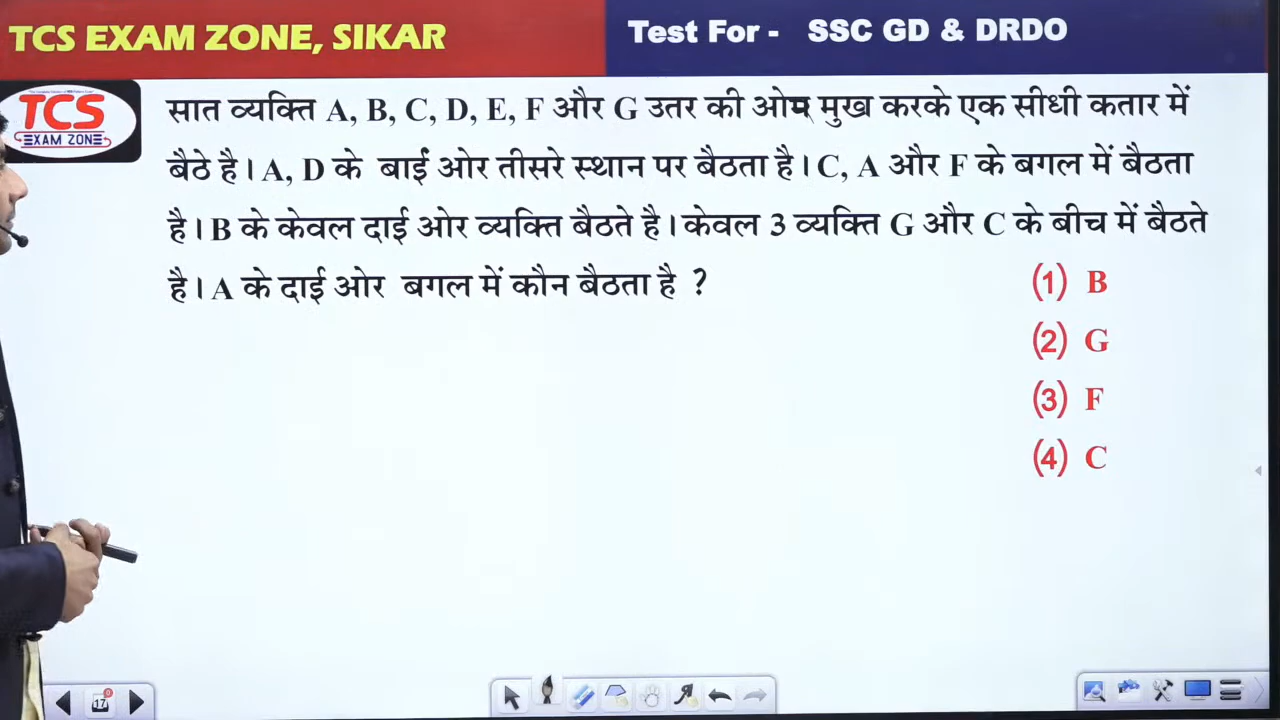 TCS EXAM ZONE, SIKAR
Test For - SSC GD & DRDO
TCS
EXAM ZONE
सात व्यक्ति A, B, C, D, E, F और G उतर की ओर मुख करके एक सीधी कतार में
बैठे है। A, D के बाईं ओर तीसरे स्थान पर बैठता है। C, A और F के बगल में बैठता
है। B के केवल दाई ओर व्यक्ति बैठते है। केवल 3 व्यक्ति G और C के बीच में बैठते
है। A के दाई ओर बगल में कौन बैठता है ?
(1) B
(2) G
(3) F
(4) C
17
0